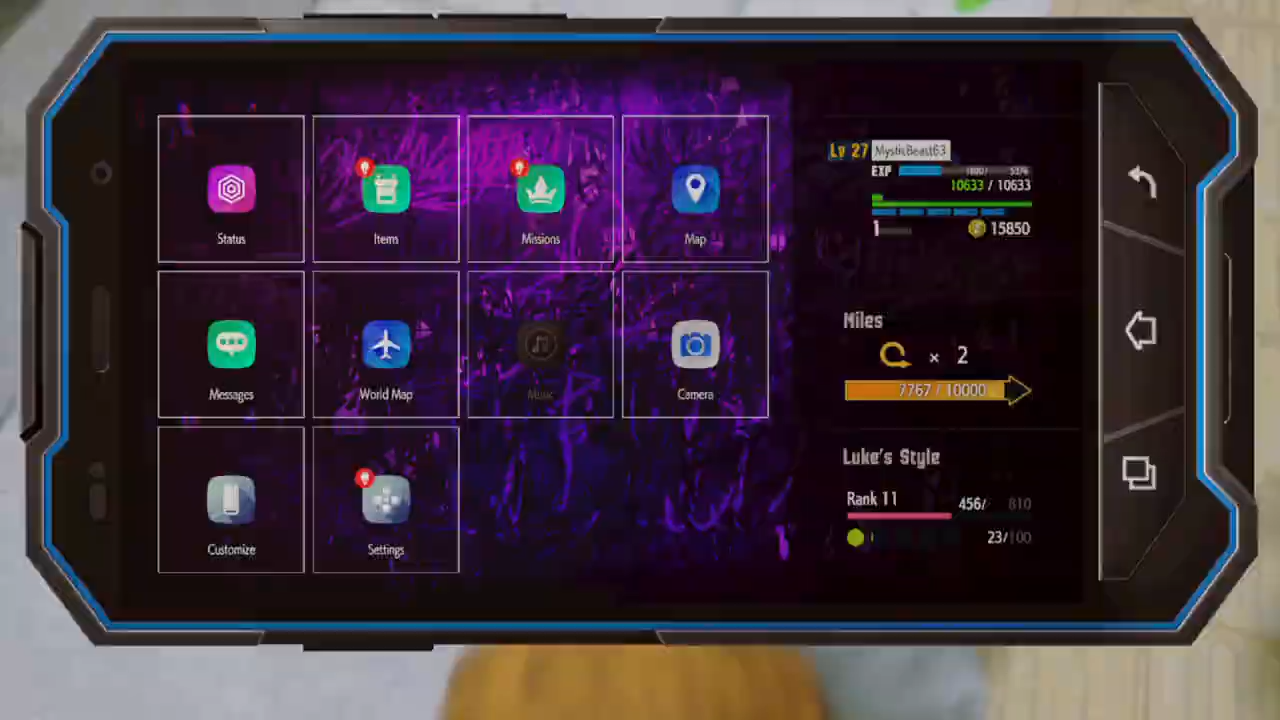 Status
Items
Missions
Map
Messages
World Map
Music
Camera
Customize
Settings
Lv 27 MysticBeast63
EXP
10633 / 10633
1
15850
Miles
× 2
7767 / 10000
Luke's Style
Rank 11
456/ 810
23/100